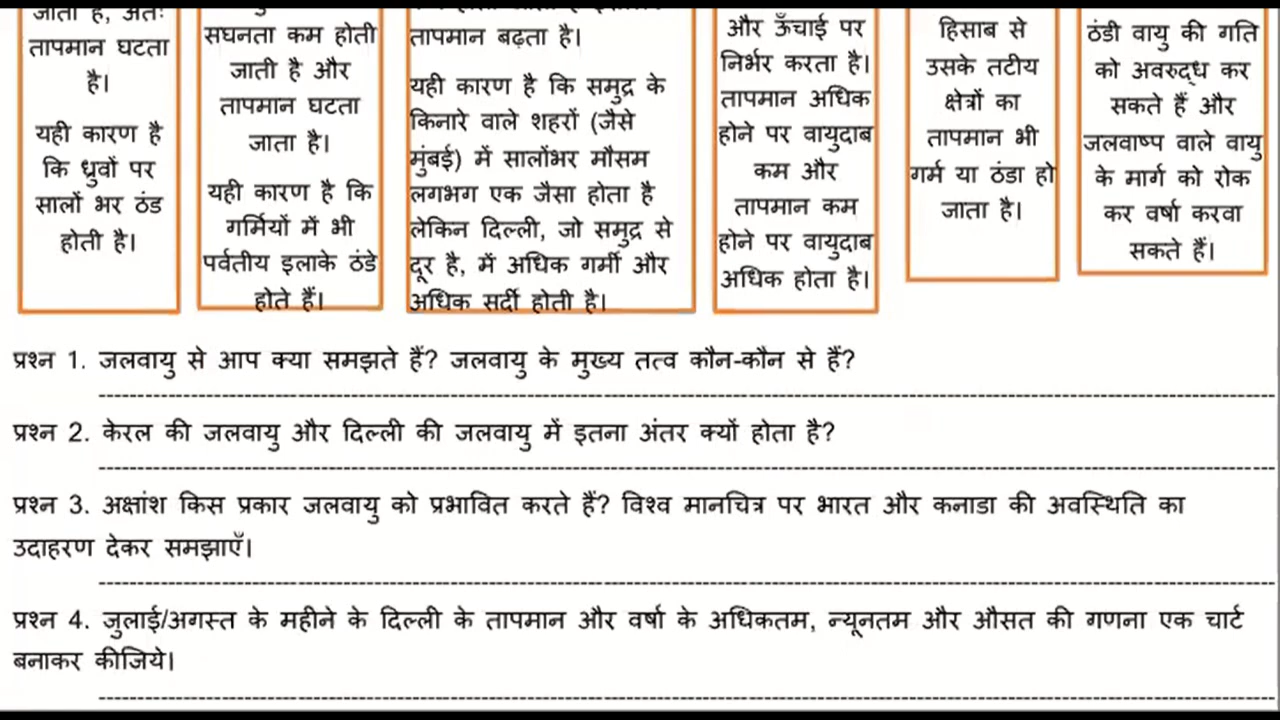 जाता है, अतः
तापमान घटता
है।
यही कारण है
कि ध्रुवों पर
सालों भर ठंड
होती है।
सघनता कम होती
जाती है और
तापमान घटता
जाता है।
यही कारण है कि
गर्मियों में भी
पर्वतीय इलाके ठंडे
होते हैं।
तापमान बढ़ता है।
यही कारण है कि समुद्र के
किनारे वाले शहरों (जैसे
मुंबई) में सालोंभर मौसम
लगभग एक जैसा होता है
लेकिन दिल्ली, जो समुद्र से
दूर है, में अधिक गर्मी और
अधिक सर्दी होती है।
और ऊँचाई पर
निर्भर करता है।
तापमान अधिक
होने पर वायुदाब
कम और
तापमान कम
होने पर वायुदाब
अधिक होता है।
हिसाब से
उसके तटीय
क्षेत्रों का
तापमान भी
गर्म या ठंडा हो
जाता है।
ठंडी वायु की गति
को अवरुद्ध कर
सकते हैं और
जलवाष्प वाले वायु
के मार्ग को रोक
कर वर्षा करवा
सकते हैं।
प्रश्न 1. जलवायु से आप क्या समझते हैं? जलवायु के मुख्य तत्व कौन-कौन से हैं?
प्रश्न 2. केरल की जलवायु और दिल्ली की जलवायु में इतना अंतर क्यों होता है?
प्रश्न 3. अक्षांश किस प्रकार जलवायु को प्रभावित करते हैं? विश्व मानचित्र पर भारत और कनाडा की अवस्थिति का
उदाहरण देकर समझाएँ।
प्रश्न 4. जुलाई/अगस्त के महीने के दिल्ली के तापमान और वर्षा के अधिकतम, न्यूनतम और औसत की गणना एक चार्ट
बनाकर कीजिये।